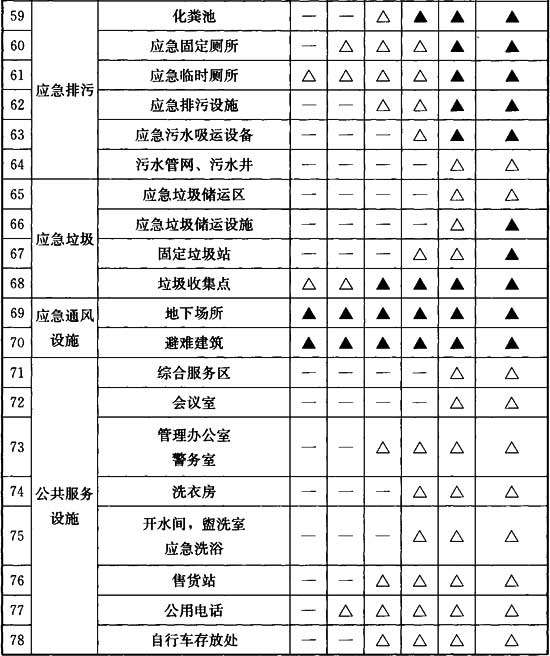 59 应急排污 化粪池 — — △ ▲ ▲ ▲
60 应急固定厕所 — △ △ △ ▲ ▲
61 应急临时厕所 △ △ △ △ ▲ ▲
62 应急排污设施 — — △ △ ▲ ▲
63 应急污水吸运设备 — — — △ ▲ ▲
64 污水管网、污水井 — — — — △ △
65 应急垃圾 应急垃圾储运区 — — — — △ △
66 应急垃圾储运设施 — — — — △ ▲
67 固定垃圾站 — — — △ △ ▲
68 垃圾收集点 △ △ ▲ ▲ ▲ ▲
69 应急通风 地下场所 ▲ ▲ ▲ ▲ ▲ ▲
70 设施 避难建筑 ▲ ▲ ▲ ▲ ▲ ▲
71 公共服务 综合服务区 — — — — △ △
设施
72 会议室 — — — — △ △
73 管理办公室 — — △ △ △ △
警务室
74 洗衣房 — — — △ △ △
75 开水间，盥洗室 — — — △ △ △
应急洗浴
76 售货站 — — △ △ △ △
77 公用电话 — △ △ △ △ △
78 自行车存放处 — — △ △ △ △